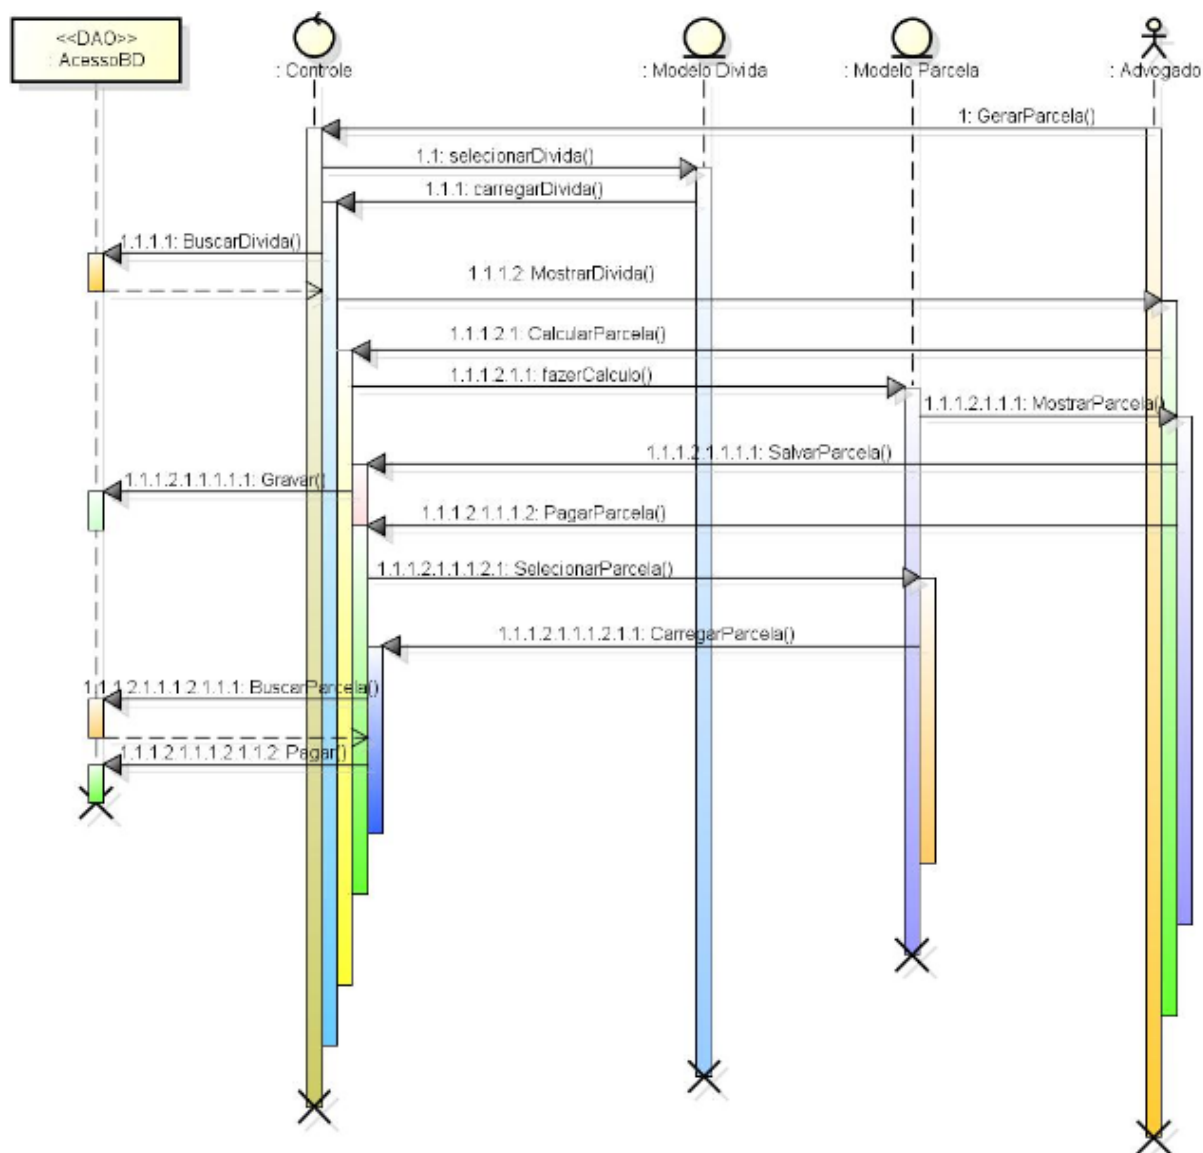 <<DAO>>
: AcessoBD
: Controle
: Modelo Divida
: Modelo Parcela
: Advogado
1: GerarParcela()
1.1: selecionarDivida()
1.1.1: carregarDivida()
1.1.1.1: BuscarDivida()
1.1.1.2: MostrarDivida()
1.1.1.2.1: CalcularParcela()
1.1.1.2.1.1: fazerCalculo()
1.1.1.2.1.1.1: MostrarParcela()
1.1.1.2.1.1.1.1: SalvarParcela()
1.1.1.2.1.1.1.1.1: Gravar()
1.1.1.2.1.1.1.2: PagarParcela()
1.1.1.2.1.1.1.2.1: SelecionarParcela()
1.1.1.2.1.1.1.2.1.1: CarregarParcela()
1.1.1.2.1.1.1.2.1.1.1: BuscarParcela()
1.1.1.2.1.1.1.2.1.1.2: Pagar()